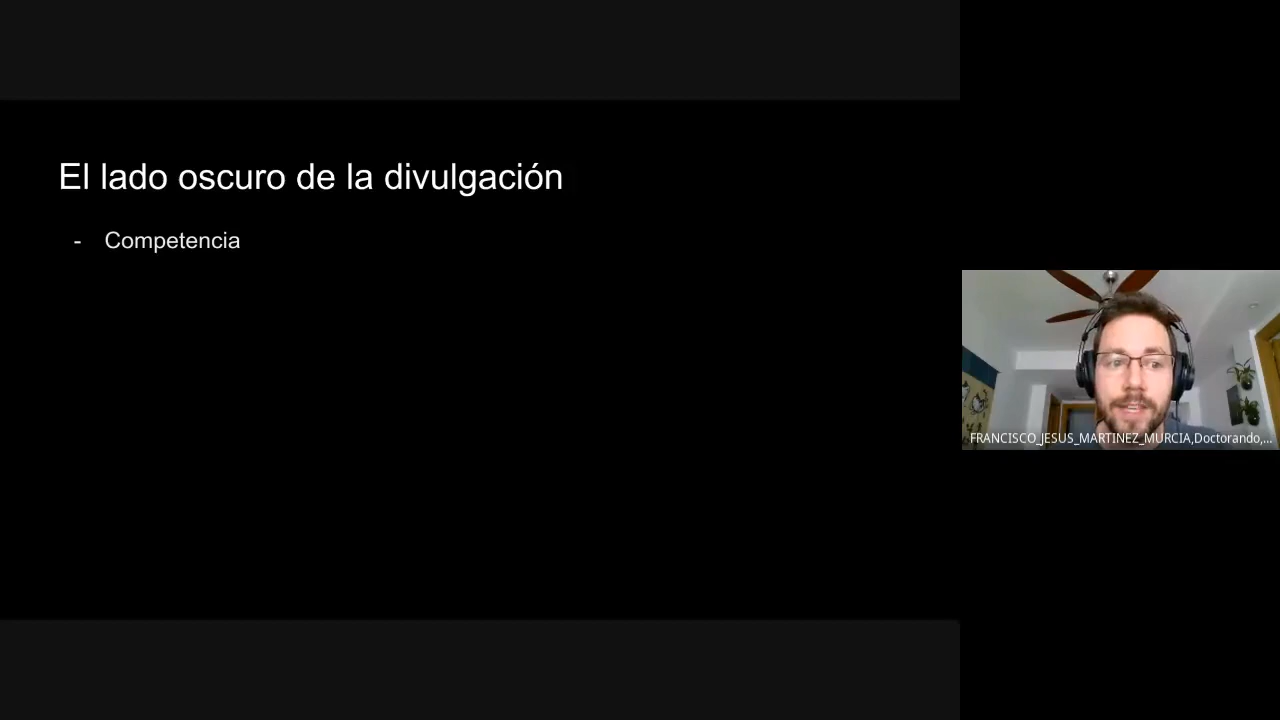 El lado oscuro de la divulgación
- Competencia
FRANCISCO_JESUS_MARTINEZ_MURCIA,Doctorando,...